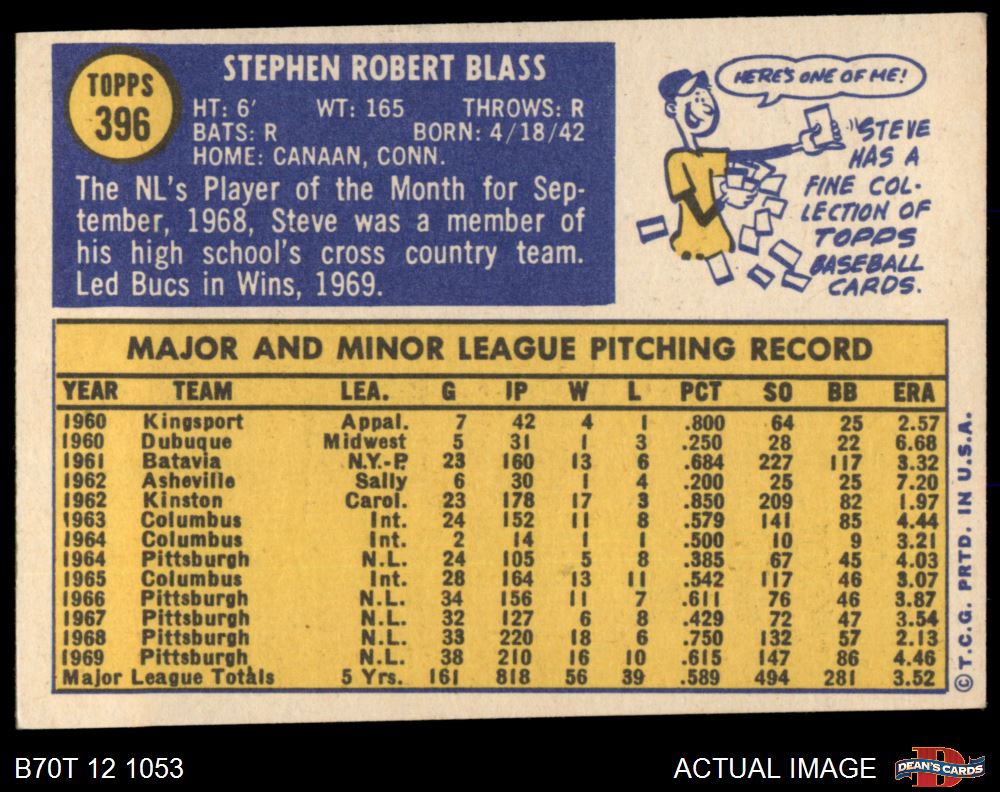 TOPPS
396
STEPHEN ROBERT BLASS
HT: 6' WT: 165 THROWS: R
BATS: R BORN: 4/18/42
HOME: CANAAN, CONN.
The NL's Player of the Month for Sep-
tember, 1968, Steve was a member of
his high school's cross country team.
Led Bucs in Wins, 1969.
HERE'S ONE OF ME!
"STEVE
HAS A
FINE COL-
LECTION OF
TOPPS
BASEBALL
CARDS.
MAJOR AND MINOR LEAGUE PITCHING RECORD
YEAR TEAM LEA. G IP W L PCT SO BB ERA
1960 Kingsport Appal. 7 42 4 1 .800 64 25 2.57
1960 Dubuque Midwest 5 31 1 3 .250 28 22 6.68
1961 Batavia N.Y.-P. 23 160 13 6 .684 227 117 3.32
1962 Asheville Sally 6 30 1 4 .200 25 25 7.20
1962 Kinston Carol. 23 178 17 3 .850 209 82 1.97
1963 Columbus Int. 24 152 11 8 .579 141 85 4.44
1964 Columbus Int. 2 14 1 1 .500 10 9 3.21
1964 Pittsburgh N.L. 24 105 5 8 .385 67 45 4.03
1965 Columbus Int. 28 164 13 11 .542 117 46 3.07
1966 Pittsburgh N.L. 34 156 11 7 .611 76 46 3.87
1967 Pittsburgh N.L. 32 127 6 8 .429 72 47 3.54
1968 Pittsburgh N.L. 33 220 18 6 .750 132 57 2.13
1969 Pittsburgh N.L. 38 210 16 10 .615 147 86 4.46
Major League Totals 5 Yrs. 161 818 56 39 .589 494 281 3.52
© T.C.G. PRTD. IN U.S.A.
B70T 12 1053
ACTUAL IMAGE
DEAN'S CARDS